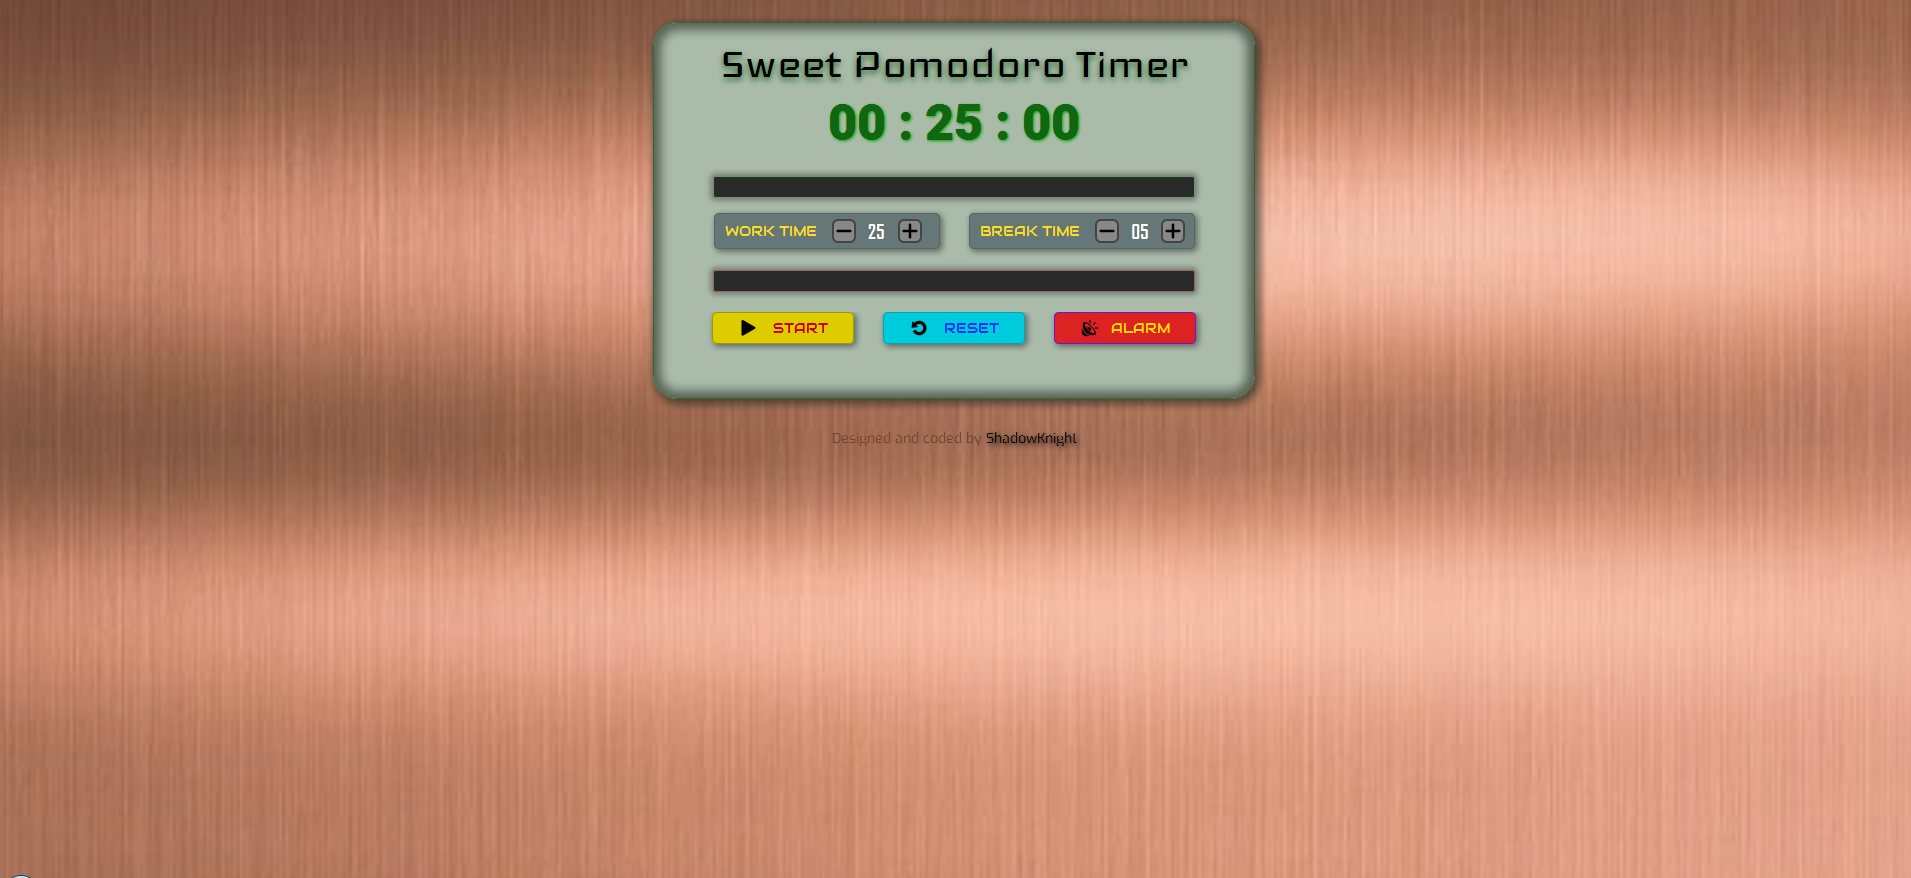 Sweet Pomodoro Timer
00 : 25 : 00
WORK TIME 25 BREAK TIME 05
START RESET ALARM
Designed and coded by ShadowKnight